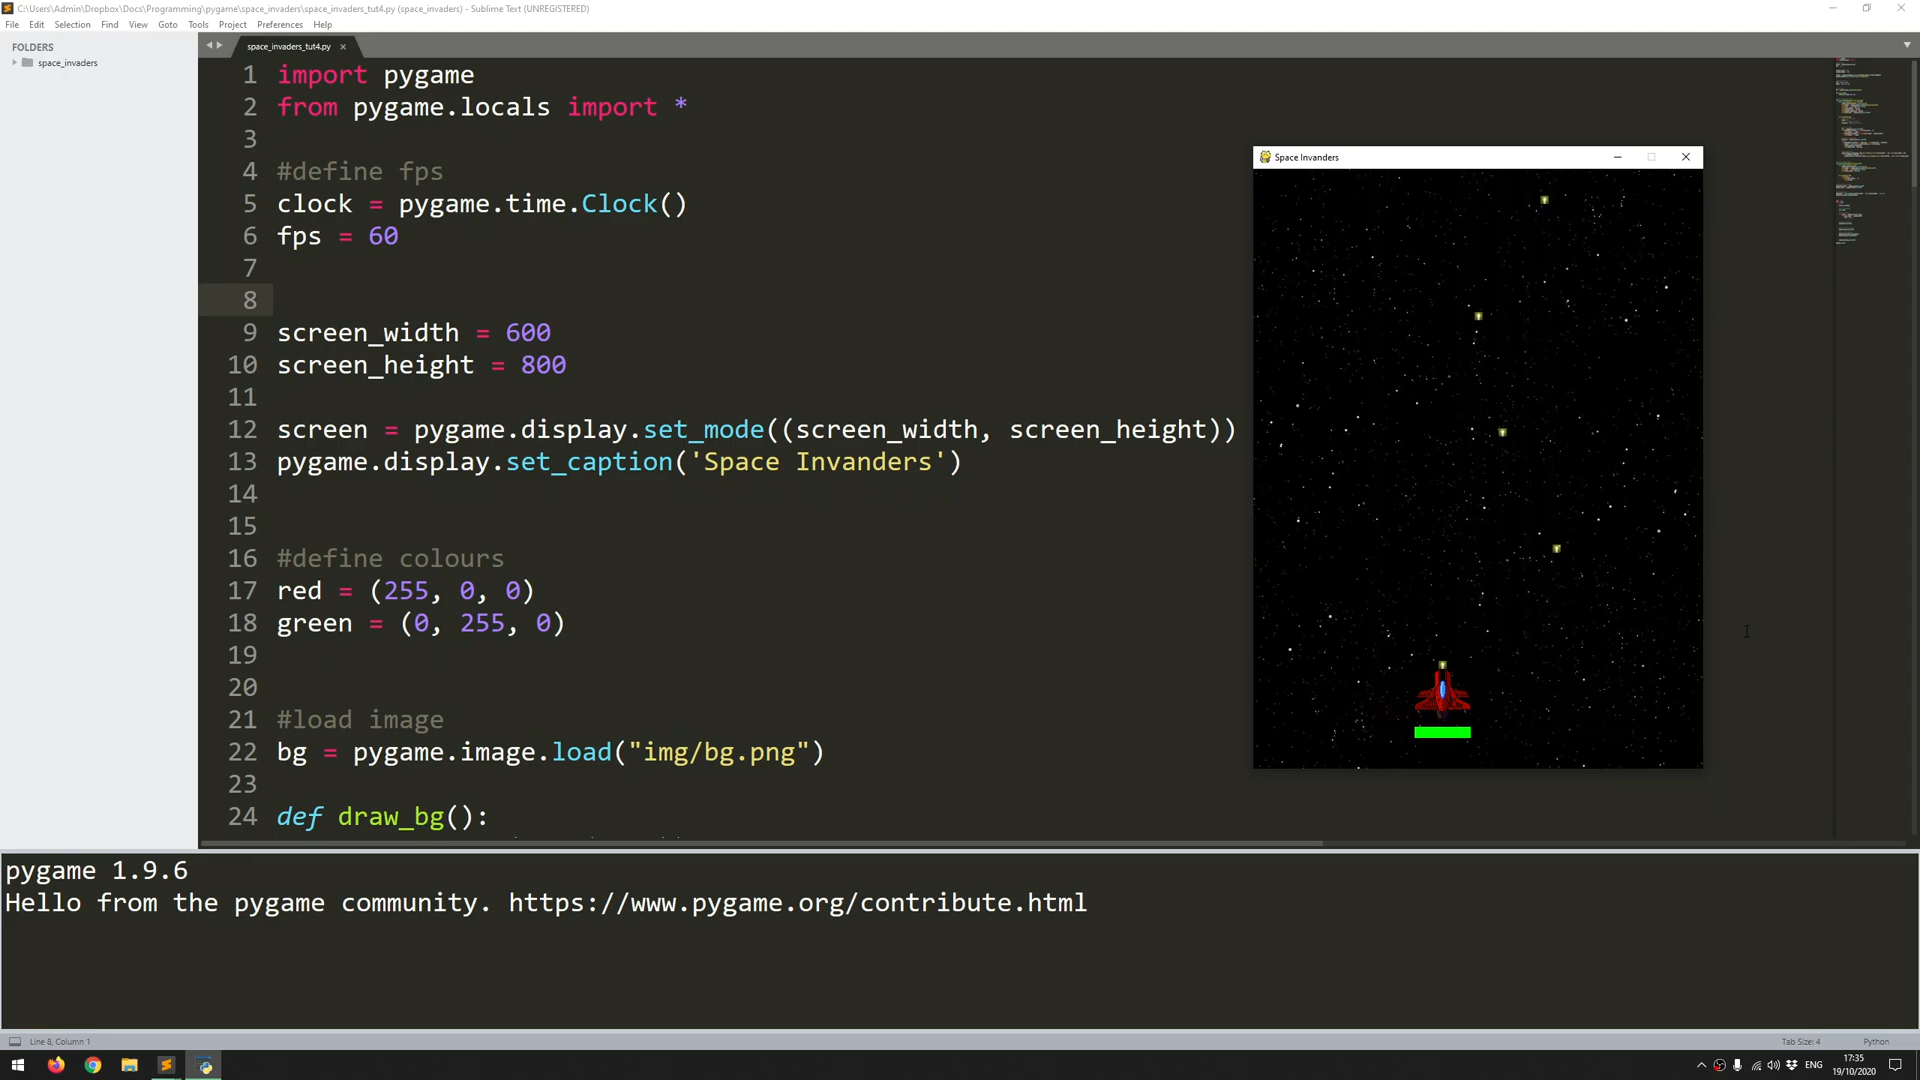 C:\Users\Admin\Dropbox\Docs\Programming\pygame\space_invaders\space_invaders_tut4.py (space_invaders) - Sublime Text (UNREGISTERED)
File Edit Selection Find View Goto Tools Project Preferences Help
FOLDERS
space_invaders
space_invaders_tut4.py
1 import pygame
2 from pygame.locals import *
3
4 #define fps
5 clock = pygame.time.Clock()
6 fps = 60
7
8
9 screen_width = 600
10 screen_height = 800
11
12 screen = pygame.display.set_mode((screen_width, screen_height))
13 pygame.display.set_caption('Space Invanders')
14
15
16 #define colours
17 red = (255, 0, 0)
18 green = (0, 255, 0)
19
20
21 #load image
22 bg = pygame.image.load("img/bg.png")
23
24 def draw_bg():
Space Invanders
pygame 1.9.6
Hello from the pygame community. https://www.pygame.org/contribute.html
Line 8, Column 1
Tab Size: 4
Python
ENG
17:35
19/10/2020